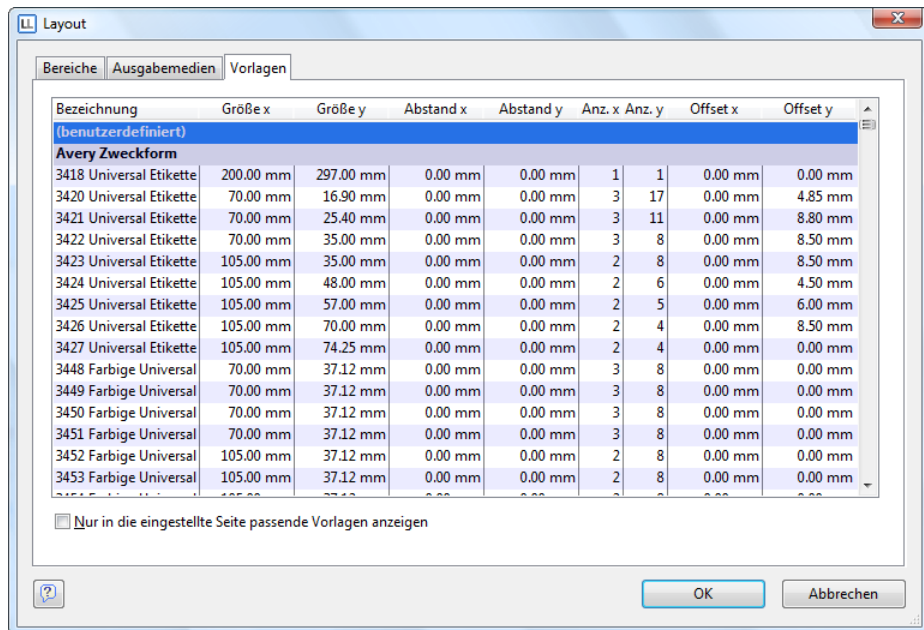 LL Layout
Bereiche Ausgabemedien Vorlagen
Bezeichnung Größe x Größe y Abstand x Abstand y Anz. x Anz. y Offset x Offset y
(benutzerdefiniert)
Avery Zweckform
3418 Universal Etikette 200.00 mm 297.00 mm 0.00 mm 0.00 mm 1 1 0.00 mm 0.00 mm
3420 Universal Etikette 70.00 mm 16.90 mm 0.00 mm 0.00 mm 3 17 0.00 mm 4.85 mm
3421 Universal Etikette 70.00 mm 25.40 mm 0.00 mm 0.00 mm 3 11 0.00 mm 8.80 mm
3422 Universal Etikette 70.00 mm 35.00 mm 0.00 mm 0.00 mm 3 8 0.00 mm 8.50 mm
3423 Universal Etikette 105.00 mm 35.00 mm 0.00 mm 0.00 mm 2 8 0.00 mm 8.50 mm
3424 Universal Etikette 105.00 mm 48.00 mm 0.00 mm 0.00 mm 2 6 0.00 mm 4.50 mm
3425 Universal Etikette 105.00 mm 57.00 mm 0.00 mm 0.00 mm 2 5 0.00 mm 6.00 mm
3426 Universal Etikette 105.00 mm 70.00 mm 0.00 mm 0.00 mm 2 4 0.00 mm 8.50 mm
3427 Universal Etikette 105.00 mm 74.25 mm 0.00 mm 0.00 mm 2 4 0.00 mm 0.00 mm
3448 Farbige Universal 70.00 mm 37.12 mm 0.00 mm 0.00 mm 3 8 0.00 mm 0.00 mm
3449 Farbige Universal 70.00 mm 37.12 mm 0.00 mm 0.00 mm 3 8 0.00 mm 0.00 mm
3450 Farbige Universal 70.00 mm 37.12 mm 0.00 mm 0.00 mm 3 8 0.00 mm 0.00 mm
3451 Farbige Universal 70.00 mm 37.12 mm 0.00 mm 0.00 mm 3 8 0.00 mm 0.00 mm
3452 Farbige Universal 105.00 mm 37.12 mm 0.00 mm 0.00 mm 2 8 0.00 mm 0.00 mm
3453 Farbige Universal 105.00 mm 37.12 mm 0.00 mm 0.00 mm 2 8 0.00 mm 0.00 mm
Nur in die eingestellte Seite passende Vorlagen anzeigen
OK Abbrechen